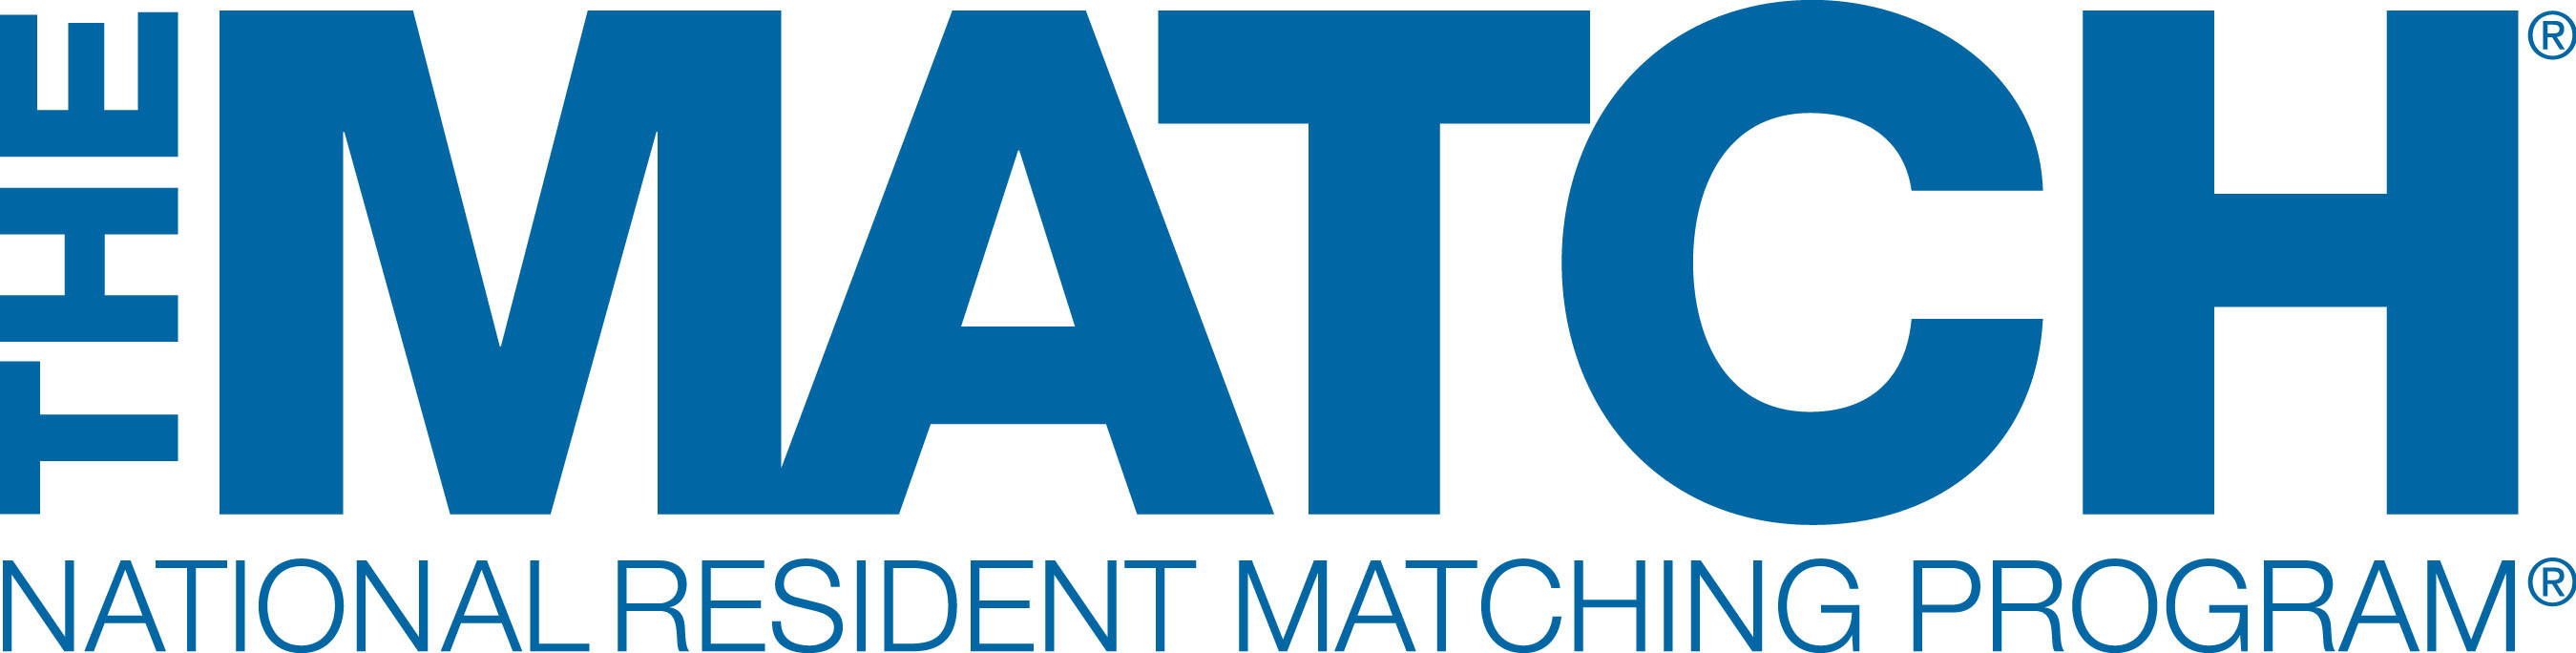 THE MATCH®
NATIONAL RESIDENT MATCHING PROGRAM®